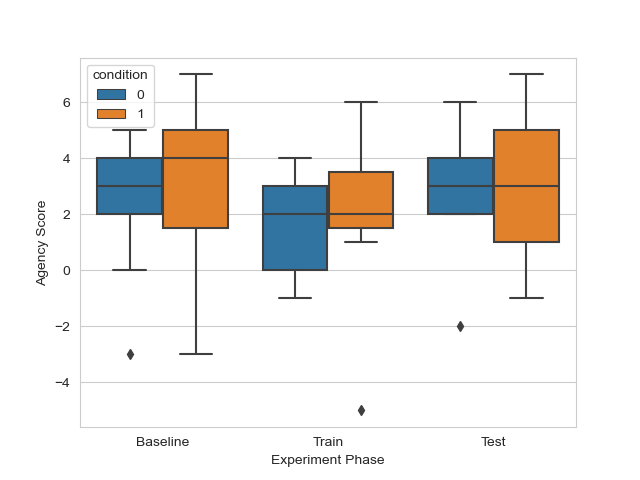 condition
0
1
6
4
2
0
−2
−4
Agency Score
Baseline
Train
Test
Experiment Phase